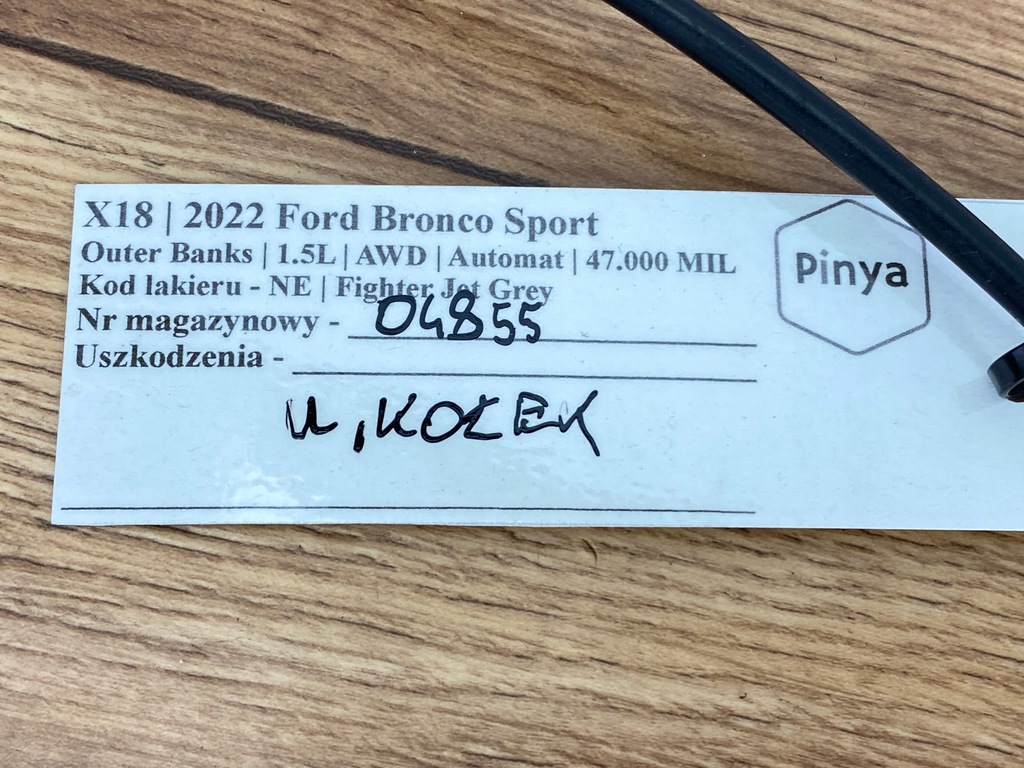 X18 | 2022 Ford Bronco Sport
Outer Banks | 1.5L | AWD | Automat | 47.000 MIL
Kod lakieru - NE | Fighter Jet Grey
Nr magazynowy - 04855
Uszkodzenia -
U, KOŁEK
Pinya